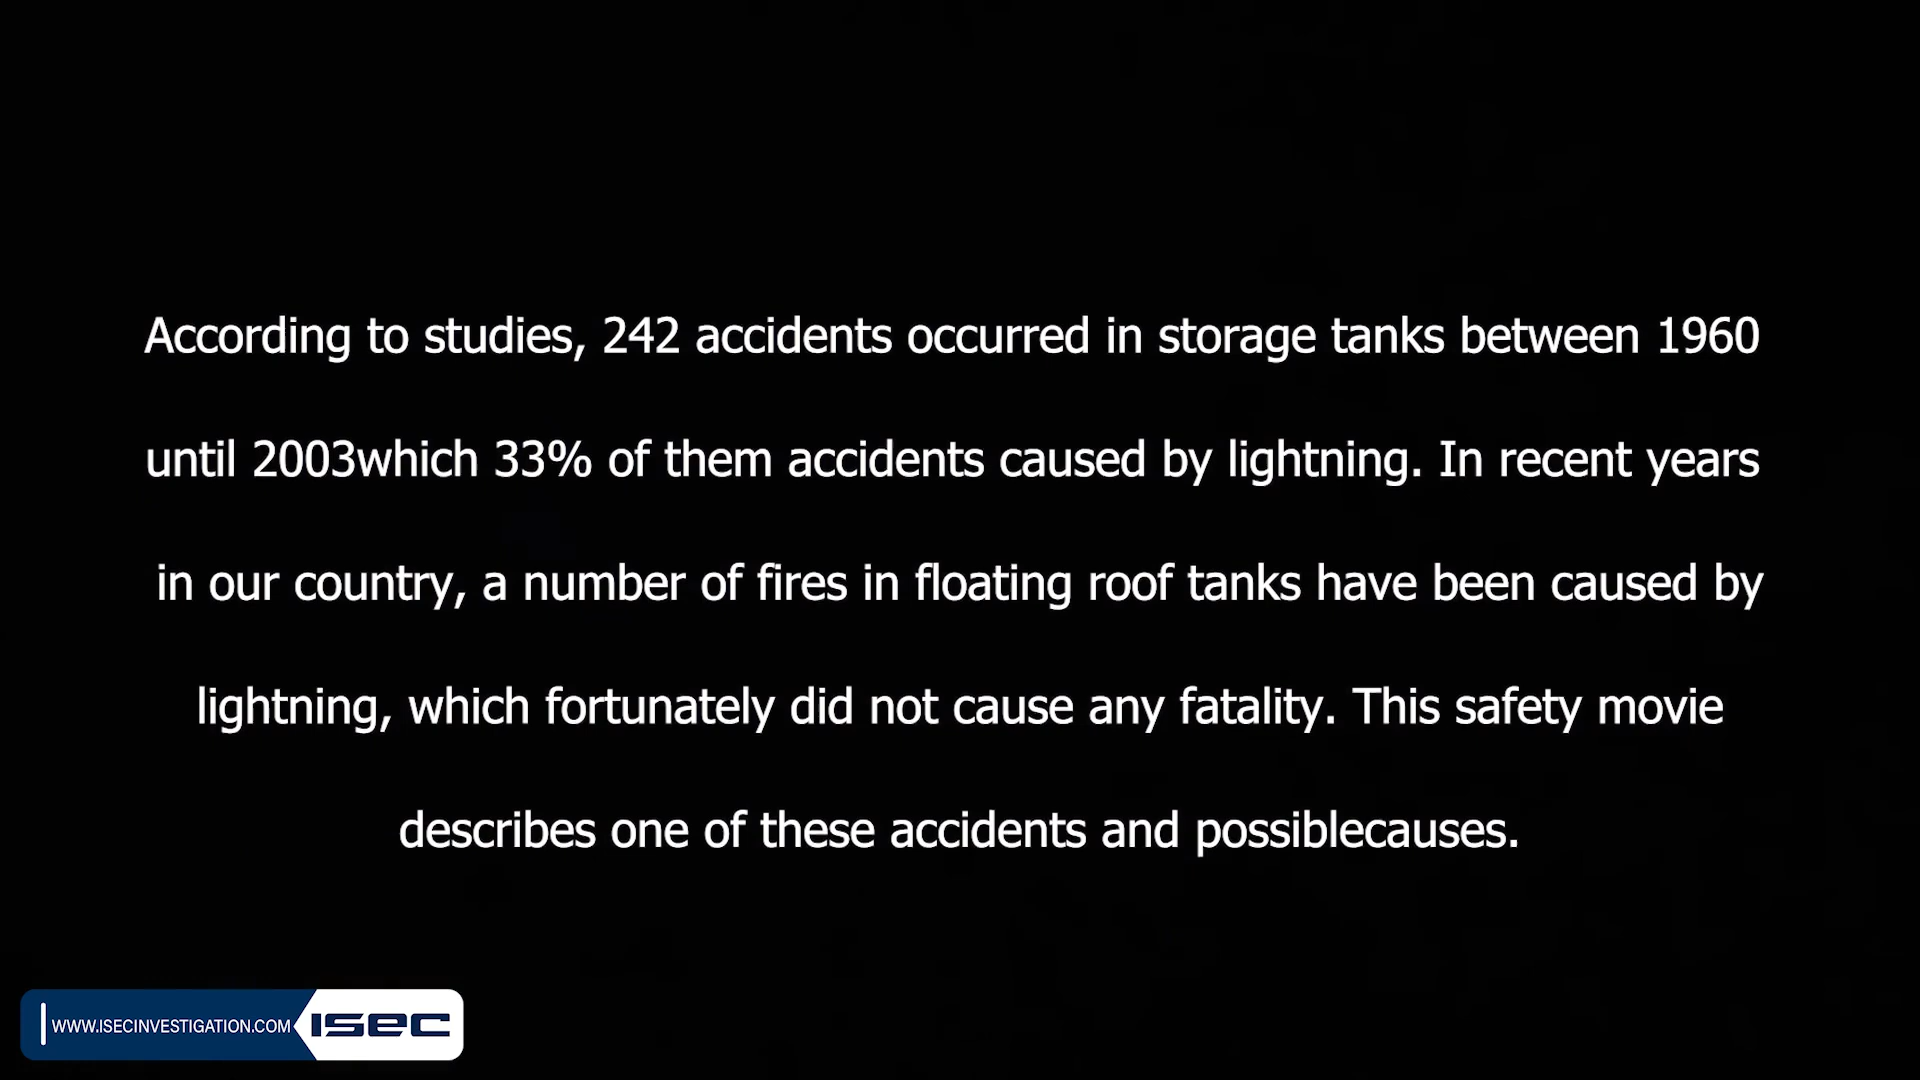 According to studies, 242 accidents occurred in storage tanks between 1960
until 2003which 33% of them accidents caused by lightning. In recent years
in our country, a number of fires in floating roof tanks have been caused by
lightning, which fortunately did not cause any fatality. This safety movie
describes one of these accidents and possiblecauses.
WWW.ISECINVESTIGATION.COM ISEC